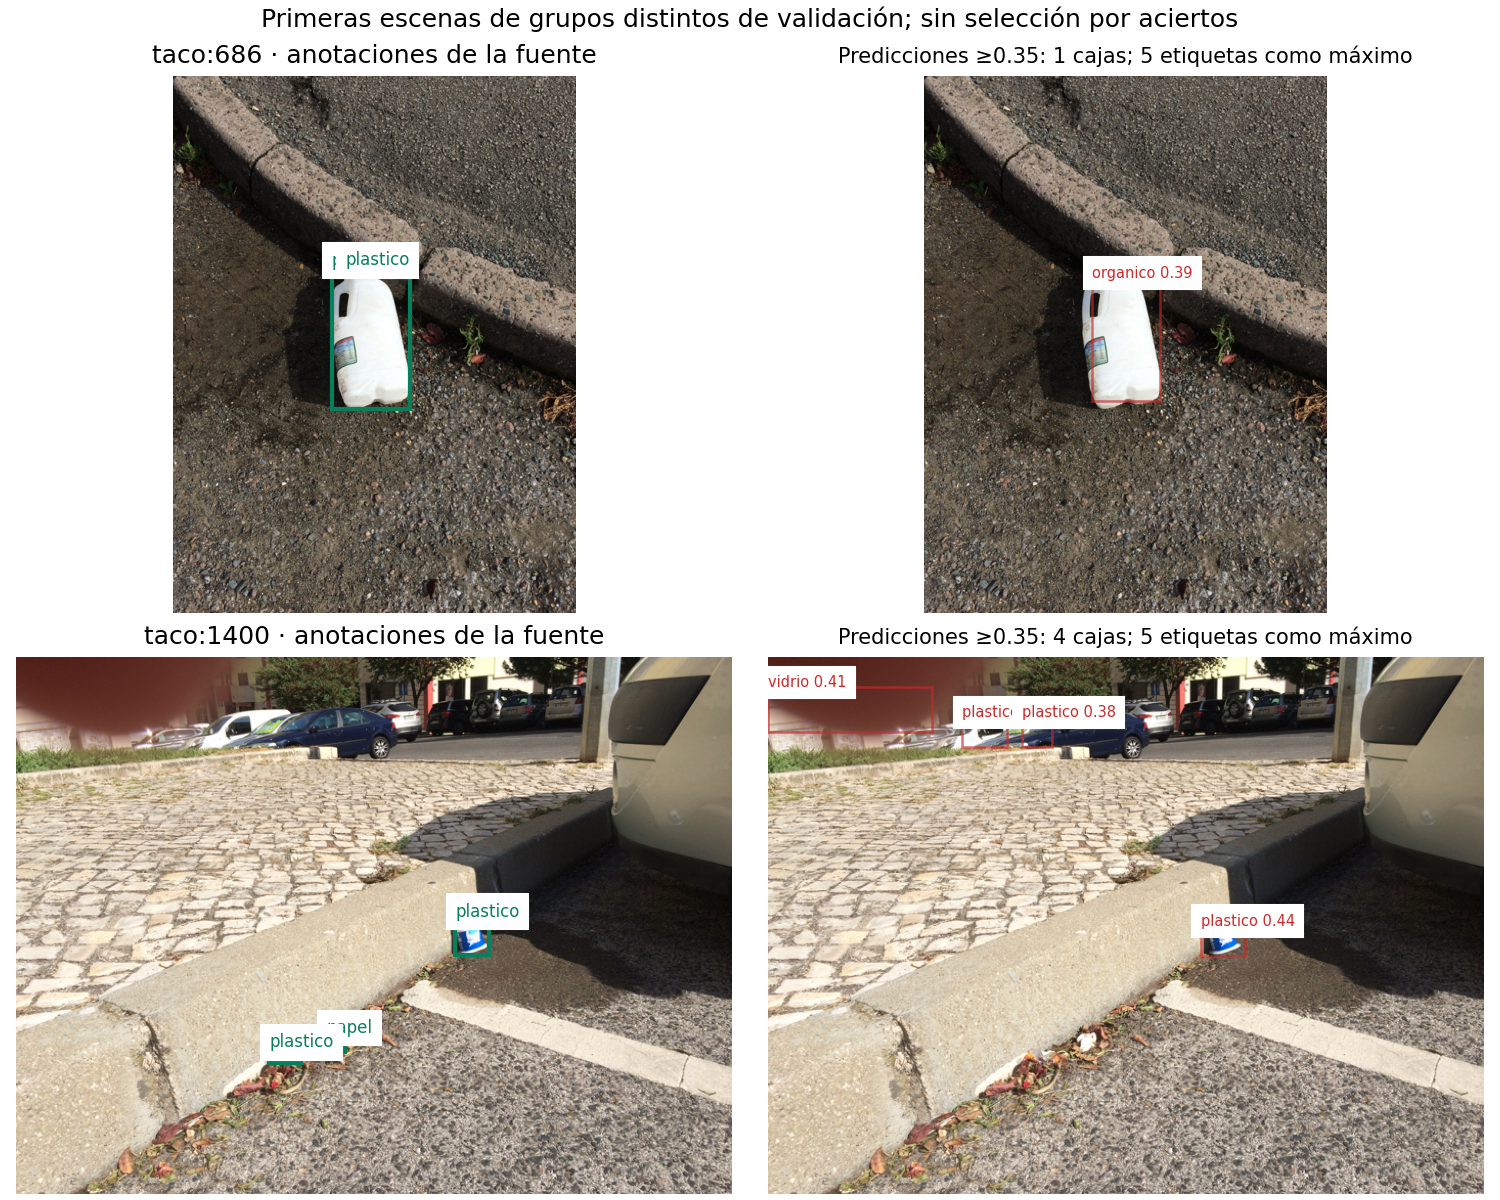 Primeras escenas de grupos distintos de validación; sin selección por aciertos
taco:686 · anotaciones de la fuente
Predicciones ≥0.35: 1 cajas; 5 etiquetas como máximo
plastico
organico 0.39
taco:1400 · anotaciones de la fuente
Predicciones ≥0.35: 4 cajas; 5 etiquetas como máximo
vidrio 0.41
plastic
plastico 0.38
plastico
plastico 0.44
papel
plastico